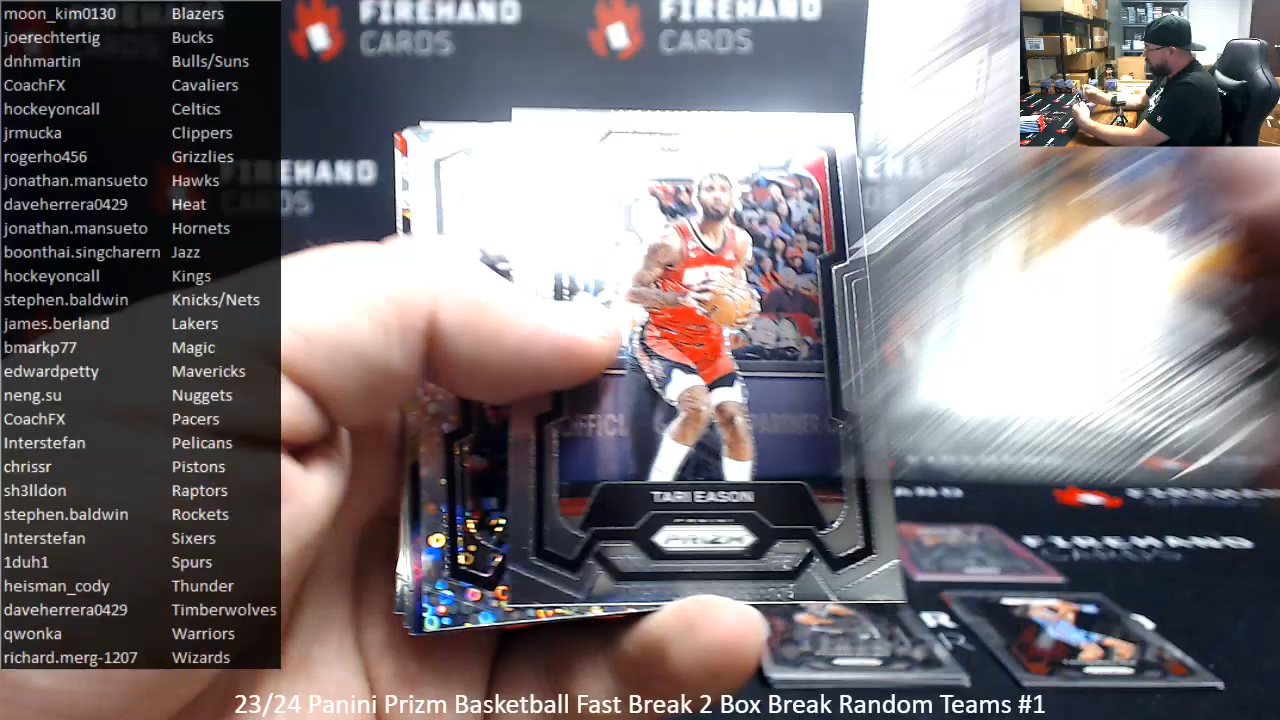 moon_kim0130 Blazers
joerechtertig Bucks
dnhmartin Bulls/Suns
CoachFX Cavaliers
hockeyoncall Celtics
jrmucka Clippers
rogerho456 Grizzlies
jonathan.mansueto Hawks
daveherrera0429 Heat
jonathan.mansueto Hornets
boonthai.singcharern Jazz
hockeyoncall Kings
stephen.baldwin Knicks/Nets
james.berland Lakers
bmarkp77 Magic
edwardpetty Mavericks
neng.su Nuggets
CoachFX Pacers
Interstefan Pelicans
chrissr Pistons
sh3lldon Raptors
stephen.baldwin Rockets
Interstefan Sixers
1duh1 Spurs
heisman_cody Thunder
daveherrera0429 Timberwolves
qwonka Warriors
richard.merg-1207 Wizards
FIREHAND
CARDS
FIREHAND
CARDS
FIREHAND
CARDS
TARI EASON
PANINI
PRIZM
FIREHAND
23/24 Panini Prizm Basketball Fast Break 2 Box Break Random Teams #1